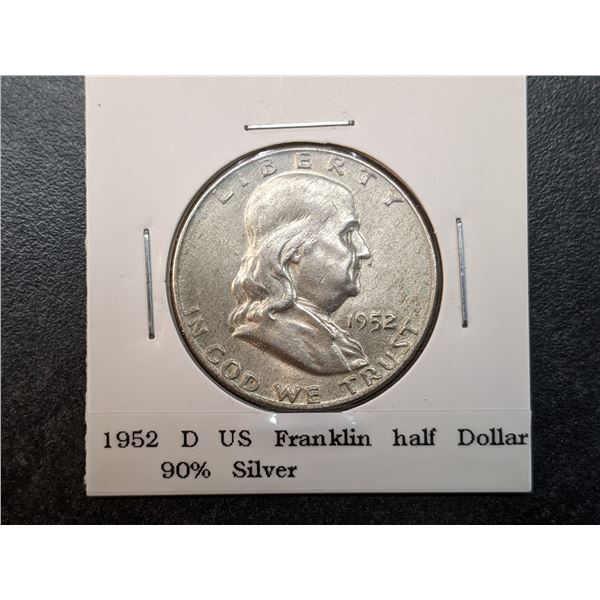 LIBERTY
1952
IN GOD WE TRUST
1952 D US Franklin half Dollar
90% Silver